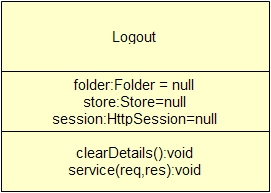 Logout
folder:Folder = null
store:Store=null
session:HttpSession=null
clearDetails():void
service(req,res):void